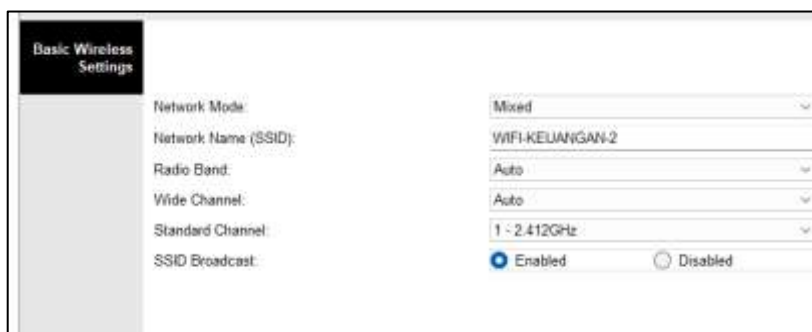 Basic Wireless
Settings
Network Mode: Mixed
Network Name (SSID): WIFI-KEUANGAN-2
Radio Band: Auto
Wide Channel: Auto
Standard Channel: 1 - 2.412GHz
SSID Broadcast: Enabled Disabled